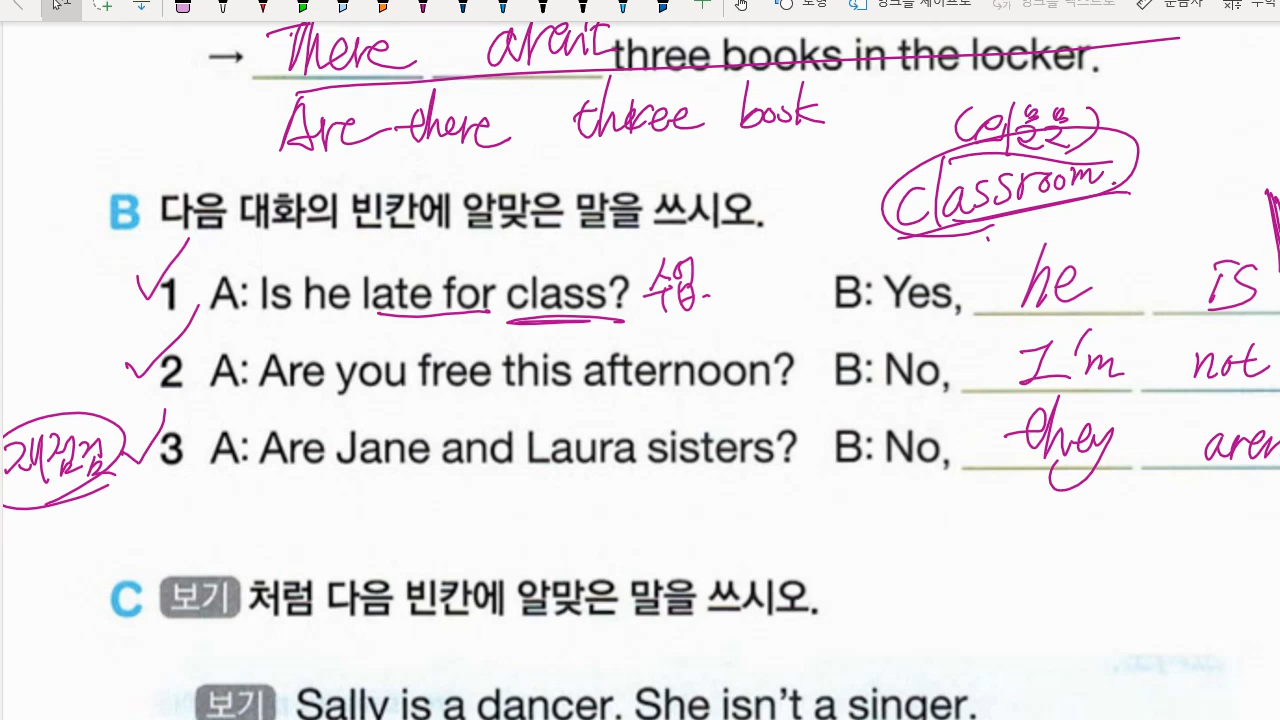 → There aren't three books in the locker.
Are there three book
classroom.
B 다음 대화의 빈칸에 알맞은 말을 쓰시오.
1 A: Is he late for class? 수업. B: Yes, he is
2 A: Are you free this afternoon? B: No, I'm not
재점검 3 A: Are Jane and Laura sisters? B: No, they aren
C 보기 처럼 다음 빈칸에 알맞은 말을 쓰시오.
보기 Sally is a dancer. She isn't a singer.